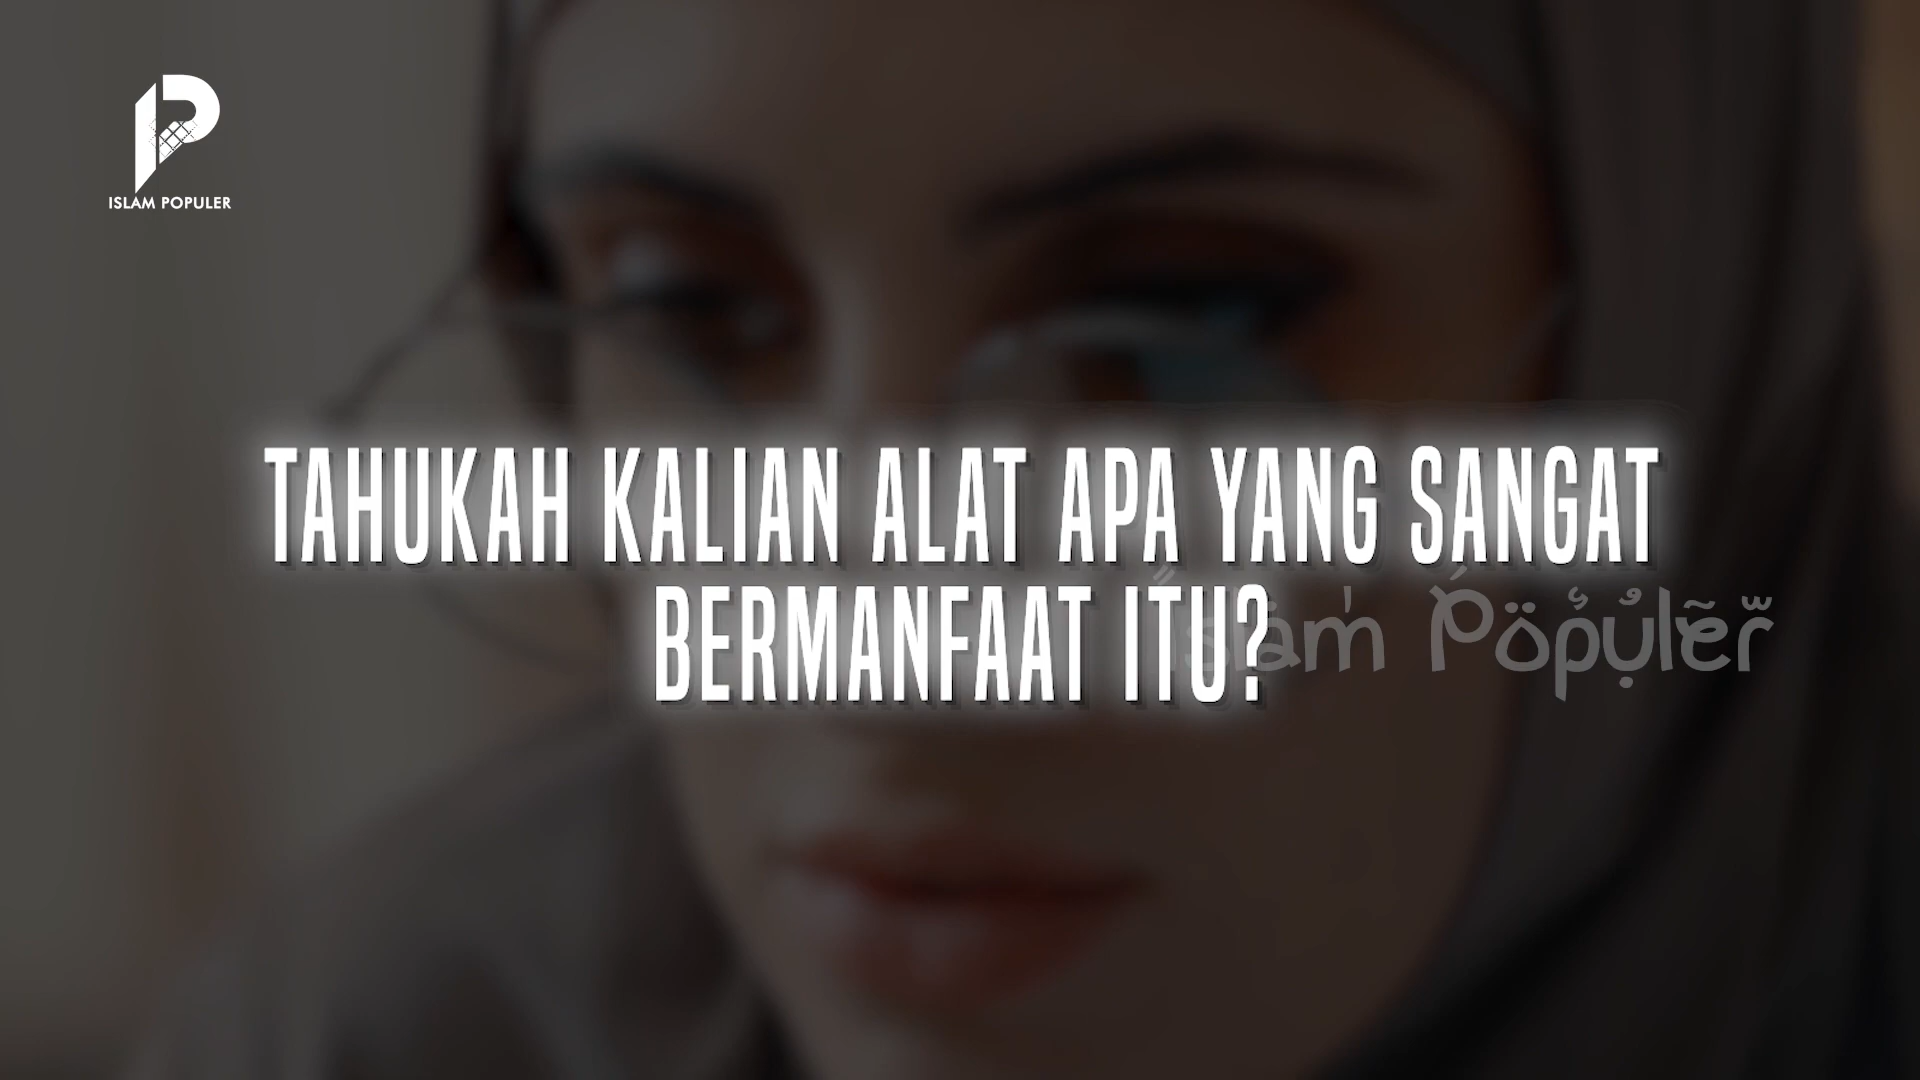 ISLAM POPULER
TAHUKAH KALIAN ALAT APA YANG SANGAT
BERMANFAAT ITU?
Islam Populer